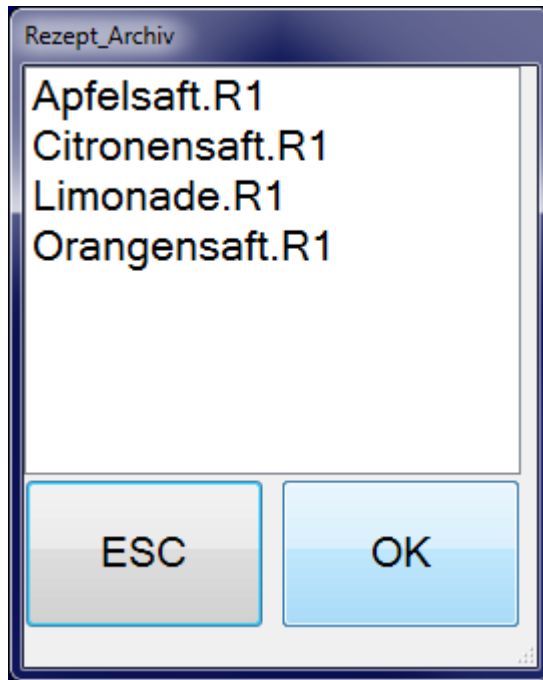 Rezept_Archiv
Apfelsaft.R1
Citronensaft.R1
Limonade.R1
Orangensaft.R1
ESC
OK